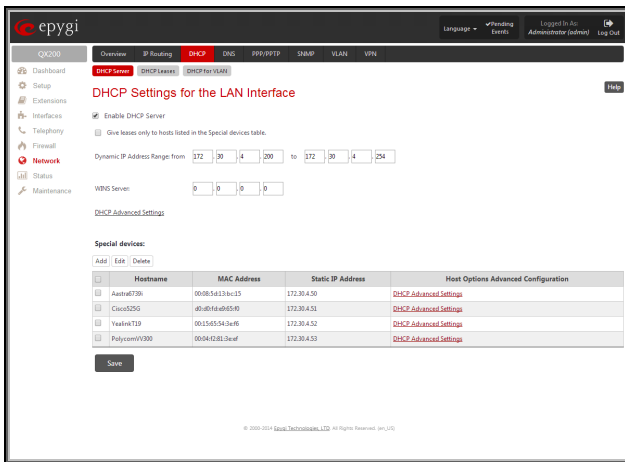 epygi
Language
Pending Events
Logged In As:
Administrator (admin)
Log Out
QX200
Overview IP Routing DHCP DNS PPP/PPTP SNMP VLAN VPN
DHCP Server DHCP Leases DHCP for VLAN
Dashboard
Setup
Extensions
Interfaces
Telephony
Firewall
Network
Status
Maintenance
DHCP Settings for the LAN Interface
Help
Enable DHCP Server
Give leases only to hosts listed in the Special devices table.
Dynamic IP Address Range: from 172 . 30 . 4 . 200 to 172 . 30 . 4 . 254
WINS Server: 0 . 0 . 0 . 0
DHCP Advanced Settings
Special devices:
Add Edit Delete
Hostname MAC Address Static IP Address Host Options Advanced Configuration
Aastra6739i 00:08:5d:13:bc:15 172.30.4.50 DHCP Advanced Settings
Cisco525G d0:d0:fd:e9:65:f0 172.30.4.51 DHCP Advanced Settings
YealinkT19 00:15:65:54:3e:f6 172.30.4.52 DHCP Advanced Settings
PolycomVV300 00:04:f2:81:3e:ef 172.30.4.53 DHCP Advanced Settings
Save
Epygi Technologies, LTD. All Rights Reserved. (en_US)